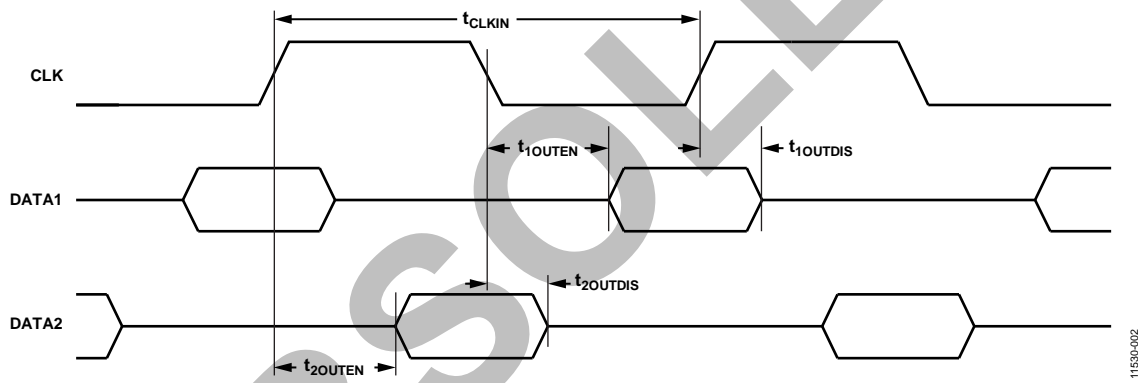 tCLKIN
CLK
t1OUTEN
t1OUTDIS
DATA1
t2OUTDIS
DATA2
t2OUTEN
11530-002